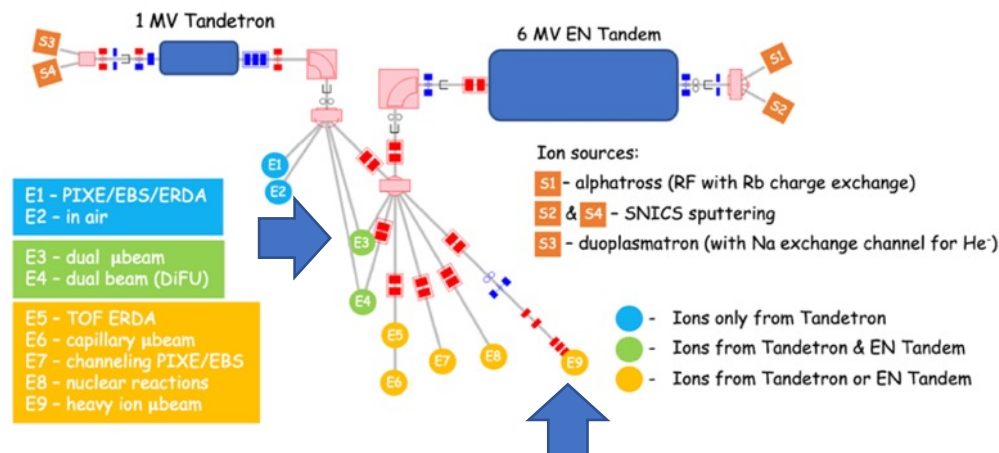 1 MV Tandetron
6 MV EN Tandem
S3
S4
S1
S2
E1
E2
E3
E4
E5
E6
E7
E8
E9
E1 – PIXE/EBS/ERDA
E2 – in air
E3 – dual μbeam
E4 – dual beam (DiFU)
E5 – TOF ERDA
E6 – capillary μbeam
E7 – channeling PIXE/EBS
E8 – nuclear reactions
E9 – heavy ion μbeam
Ion sources:
S1 – alphatross (RF with Rb charge exchange)
S2 & S4 – SNICS sputtering
S3 – duoplasmatron (with Na exchange channel for He⁻)
- Ions only from Tandetron
- Ions from Tandetron & EN Tandem
- Ions from Tandetron or EN Tandem